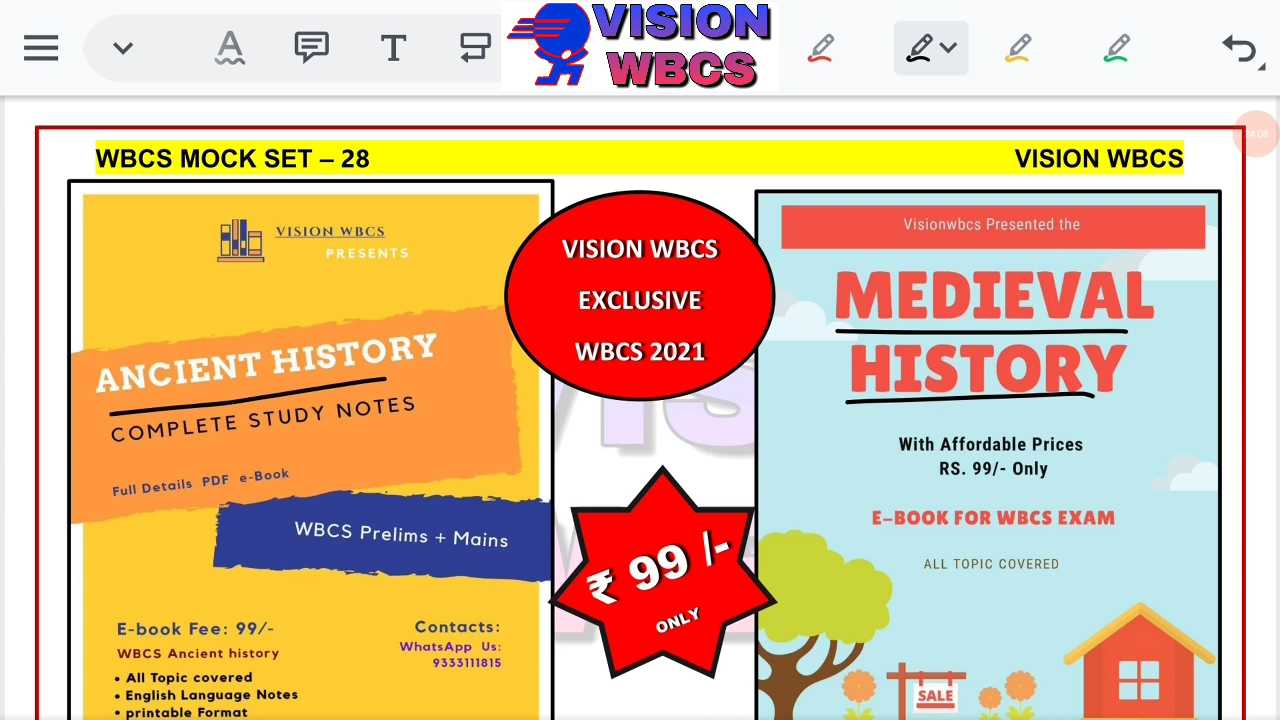 VISION
WBCS
24:08
WBCS MOCK SET – 28
VISION WBCS
VISION WBCS
PRESENTS
ANCIENT HISTORY
COMPLETE STUDY NOTES
Full Details PDF e-Book
WBCS Prelims + Mains
E-book Fee: 99/-
WBCS Ancient history
• All Topic covered
• English Language Notes
• printable Format
Contacts:
WhatsApp Us:
9333111815
VISION WBCS
EXCLUSIVE
WBCS 2021
₹ 99 /-
ONLY
Visionwbcs Presented the
MEDIEVAL
HISTORY
With Affordable Prices
RS. 99/- Only
E-BOOK FOR WBCS EXAM
ALL TOPIC COVERED
SALE